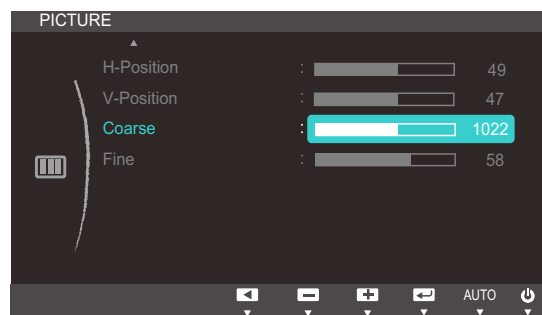 PICTURE
H-Position : 49
V-Position : 47
Coarse : 1022
Fine : 58
AUTO